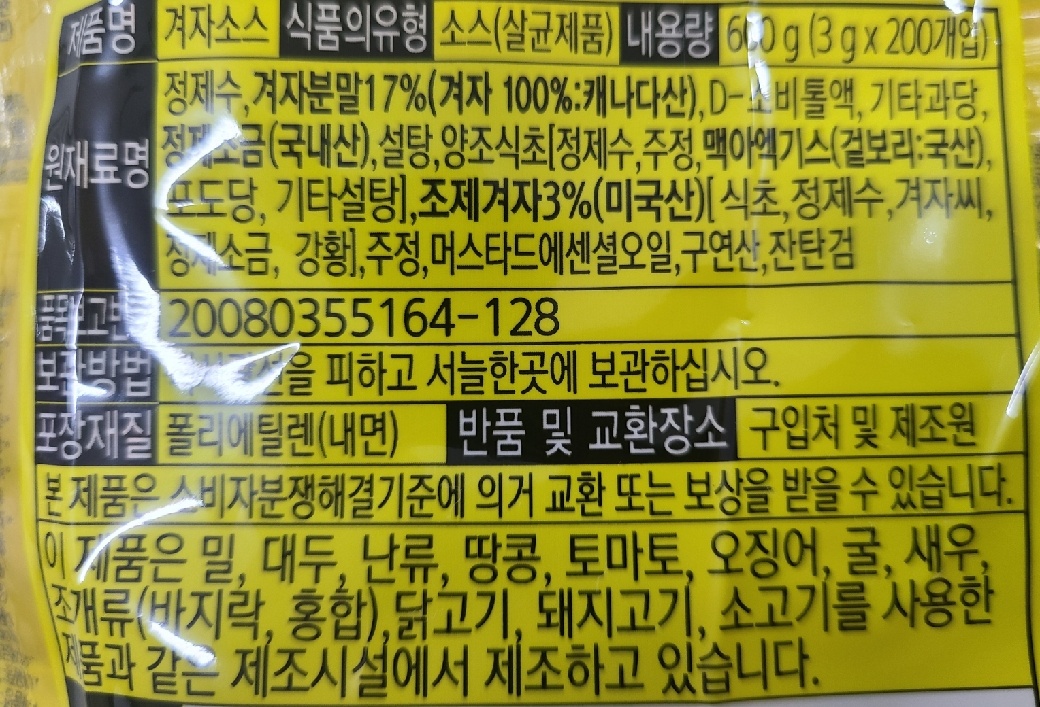 제품명 겨자소스 식품의유형 소스(살균제품) 내용량 600g(3gx200개입)
정제수,겨자분말17%(겨자 100%:캐나다산),D-소비톨액,기타과당,
원재료명 정제소금(국내산),설탕,양조식초[정제수,주정,맥아엑기스(겉보리:국산),
포도당, 기타설탕],조제겨자3%(미국산)[식초,정제수,겨자씨,
정제소금, 강황],주정,머스타드에센셜오일,구연산,잔탄검
품목보고번호 20080355164-128
보관방법 피하고 서늘한곳에 보관하십시오.
포장재질 폴리에틸렌(내면) 반품 및 교환장소 구입처 및 제조원
본 제품은 소비자분쟁해결기준에 의거 교환 또는 보상을 받을 수 있습니다.
이 제품은 밀, 대두, 난류, 땅콩, 토마토, 오징어, 굴, 새우,
조개류(바지락, 홍합),닭고기, 돼지고기, 소고기를 사용한
제품과 같은 제조시설에서 제조하고 있습니다.